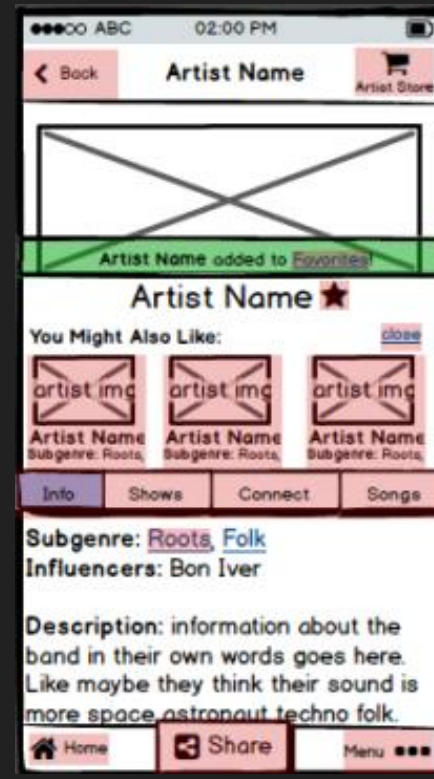 ABC 02:00 PM
Back Artist Name Artist Store
Artist Name added to Favorites!
Artist Name
You Might Also Like: close
artist img artist img artist img
Artist Name Artist Name Artist Name
Subgenre: Roots, Subgenre: Roots, Subgenre: Roots,
Info Shows Connect Songs
Subgenre: Roots, Folk
Influencers: Bon Iver
Description: information about the
band in their own words goes here.
Like maybe they think their sound is
more space astronaut techno folk.
Home Share Menu